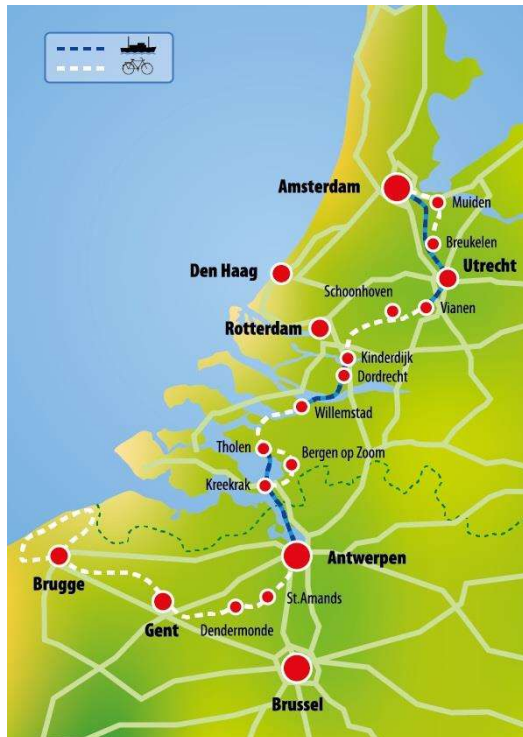 Amsterdam
Muiden
Breukelen
Den Haag
Utrecht
Schoonhoven
Vianen
Rotterdam
Kinderdijk
Dordrecht
Willemstad
Tholen
Bergen op Zoom
Kreekrak
Antwerpen
Brugge
St.Amands
Gent
Dendermonde
Brussel